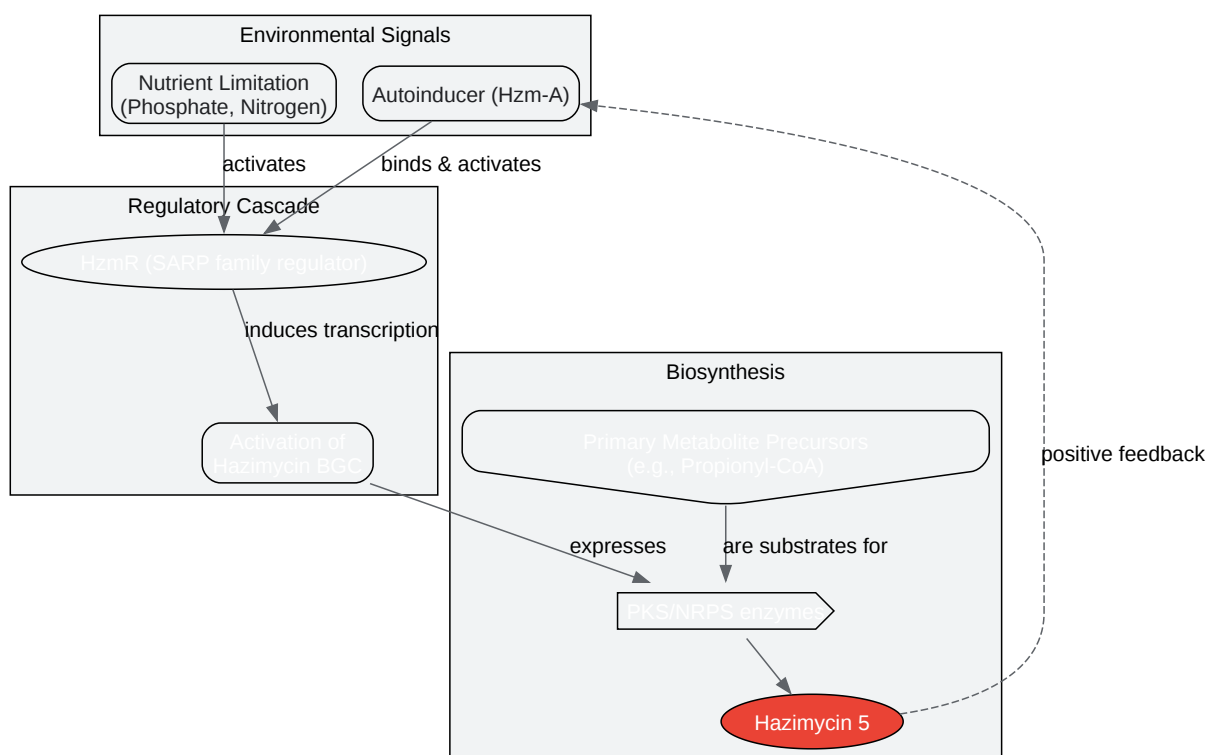 Environmental Signals
Nutrient Limitation
(Phosphate, Nitrogen)
Autoinducer (Hzm-A)
activates
binds & activates
Regulatory Cascade
HzmR (SARP family regulator)
induces transcription
Biosynthesis
Activation of
Hazimycin BGC
Primary Metabolite Precursors
(e.g., Propionyl-CoA)
positive feedback
expresses
are substrates for
PKS/NRPS enzymes
Hazimycin 5